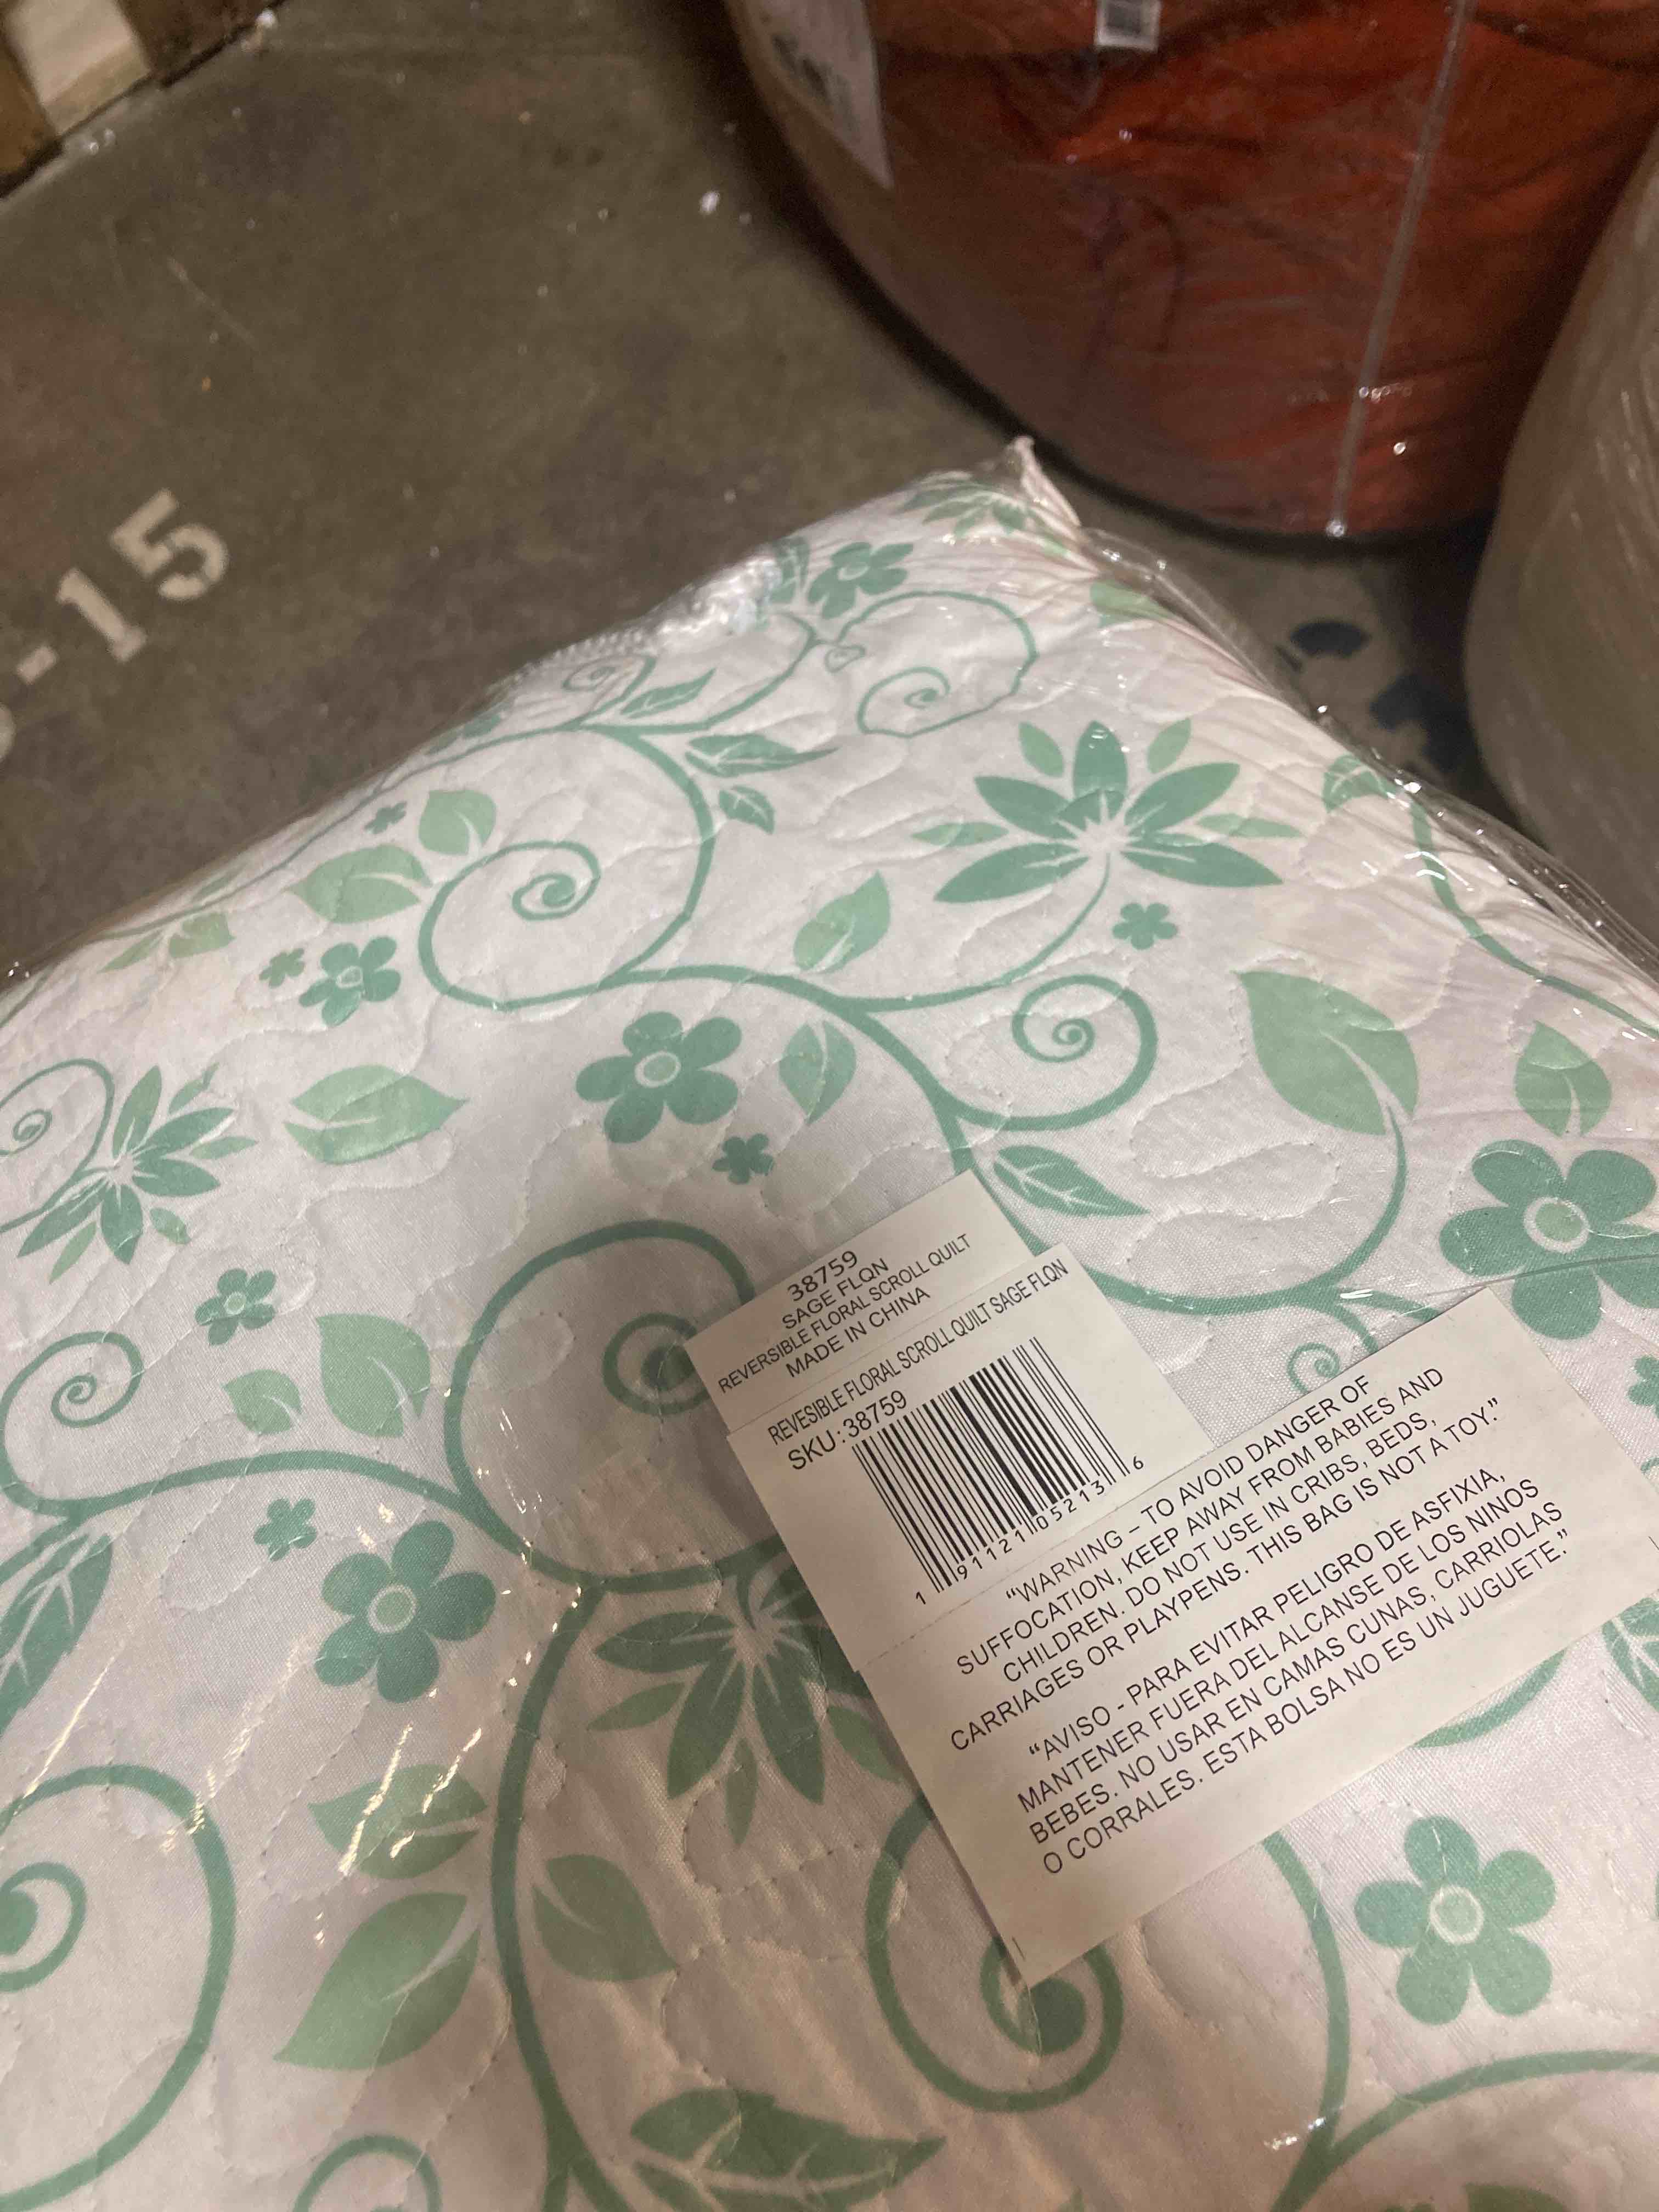 -15
38759
SAGE FLQN
REVERSIBLE FLORAL SCROLL QUILT
MADE IN CHINA
REVESIBLE FLORAL SCROLL QUILT SAGE FLQN
SKU:38759
1 91121 05213 6
“WARNING – TO AVOID DANGER OF
SUFFOCATION, KEEP AWAY FROM BABIES AND
CHILDREN. DO NOT USE IN CRIBS, BEDS,
CARRIAGES OR PLAYPENS. THIS BAG IS NOT A TOY.”
“AVISO - PARA EVITAR PELIGRO DE ASFIXIA,
MANTENER FUERA DEL ALCANSE DE LOS NINOS
BEBES. NO USAR EN CAMAS CUNAS, CARRIOLAS
O CORRALES. ESTA BOLSA NO ES UN JUGUETE.”